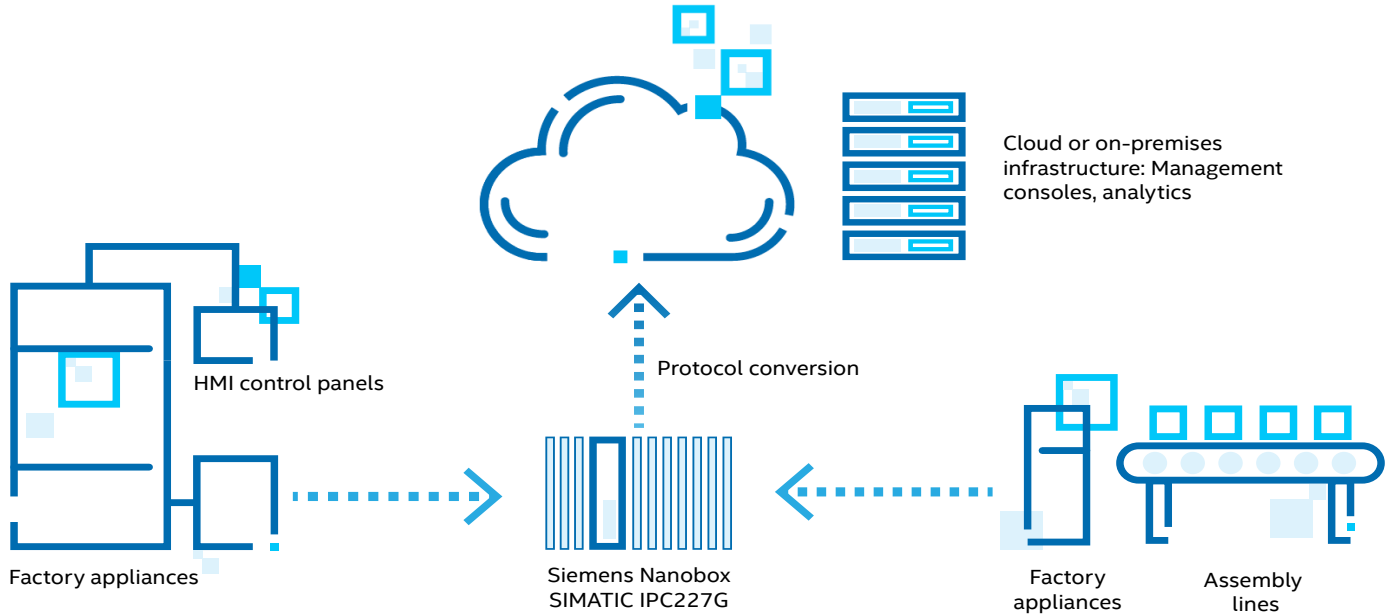 Cloud or on-premises
infrastructure: Management
consoles, analytics
HMI control panels
Protocol conversion
Factory appliances
Siemens Nanobox
SIMATIC IPC227G
Factory
appliances
Assembly
lines